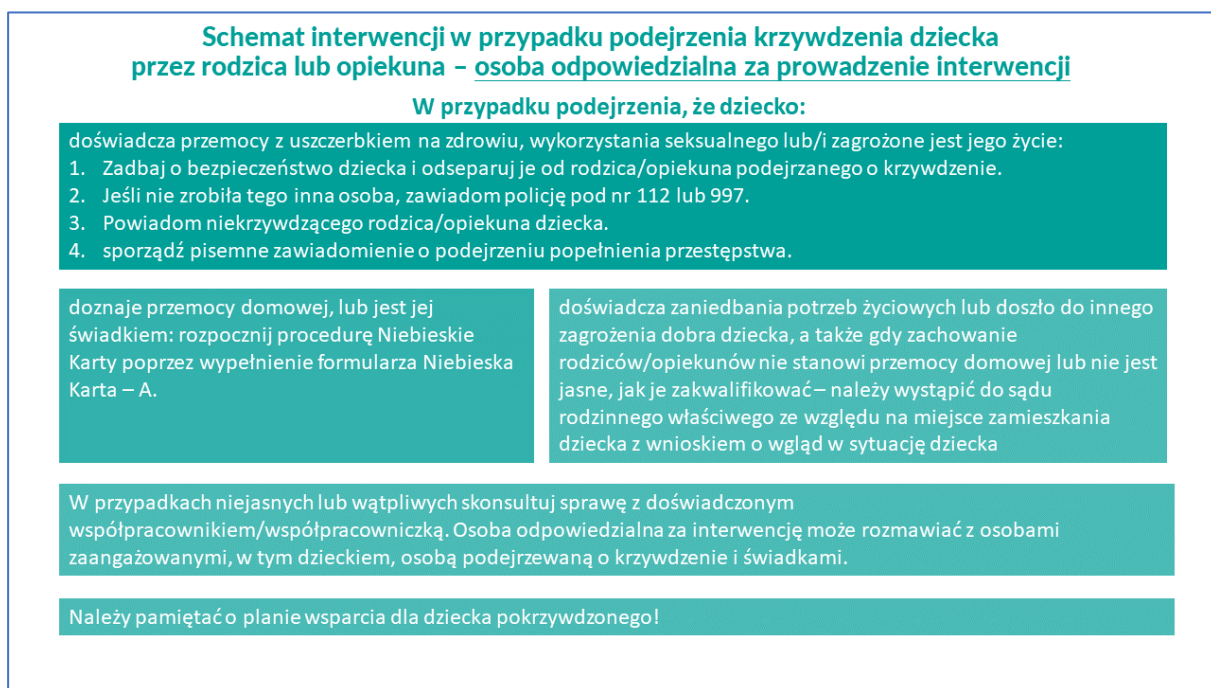 Schemat interwencji w przypadku podejrzenia krzywdzenia dziecka
przez rodzica lub opiekuna – osoba odpowiedzialna za prowadzenie interwencji
W przypadku podejrzenia, że dziecko:
doświadcza przemocy z uszczerbkiem na zdrowiu, wykorzystania seksualnego lub/i zagrożone jest jego życie:
1. Zadbaj o bezpieczeństwo dziecka i odseparuj je od rodzica/opiekuna podejrzanego o krzywdzenie.
2. Jeśli nie zrobiła tego inna osoba, zawiadom policję pod nr 112 lub 997.
3. Powiadom niekrzywdzącego rodzica/opiekuna dziecka.
4. sporządź pisemne zawiadomienie o podejrzeniu popełnienia przestępstwa.
doznaje przemocy domowej, lub jest jej
świadkiem: rozpocznij procedurę Niebieskie
Karty poprzez wypełnienie formularza Niebieska
Karta – A.
doświadcza zaniedbania potrzeb życiowych lub doszło do innego
zagrożenia dobra dziecka, a także gdy zachowanie
rodziców/opiekunów nie stanowi przemocy domowej lub nie jest
jasne, jak je zakwalifikować – należy wystąpić do sądu
rodzinnego właściwego ze względu na miejsce zamieszkania
dziecka z wnioskiem o wgląd w sytuację dziecka
W przypadkach niejasnych lub wątpliwych skonsultuj sprawę z doświadczonym
współpracownikiem/współpracowniczką. Osoba odpowiedzialna za interwencję może rozmawiać z osobami
zaangażowanymi, w tym dzieckiem, osobą podejrzewaną o krzywdzenie i świadkami.
Należy pamiętać o planie wsparcia dla dziecka pokrzywdzonego!